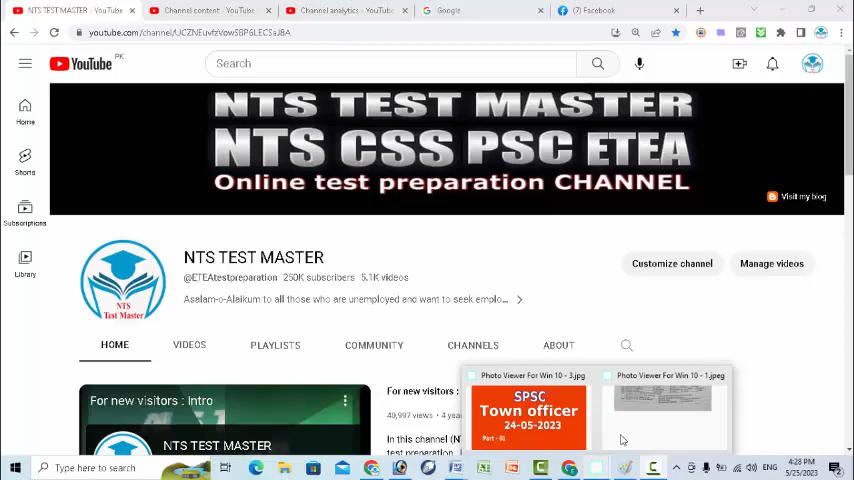 NTS TEST MASTER - YouTube
Channel content - YouTube
Channel analytics - YouTube
Google
(7) Facebook
youtube.com/channel/
YouTube PK
Search
NTS TEST MASTER
NTS CSS PSC ETEA
Online test preparation CHANNEL
Visit my blog
Home
Shorts
Subscriptions
Library
NTS
Test Master
NTS TEST MASTER
@ETEAtestpreparation 250K subscribers 5.1K videos
Asalam-o-Alaikum to all those who are unemployed and want to seek emplo...
Customize channel
Manage videos
HOME
VIDEOS
PLAYLISTS
COMMUNITY
CHANNELS
ABOUT
For new visitors : Intro
NTS TEST MASTER
For new visitors :
40,997 views • 4 yea
In this channel (NT
Photo Viewer For Win 10 - 3.jpg
Photo Viewer For Win 10 - 1.jpeg
SPSC
Town officer
24-05-2023
Part - 01
Type here to search
ENG
4:28 PM
5/25/2023
2